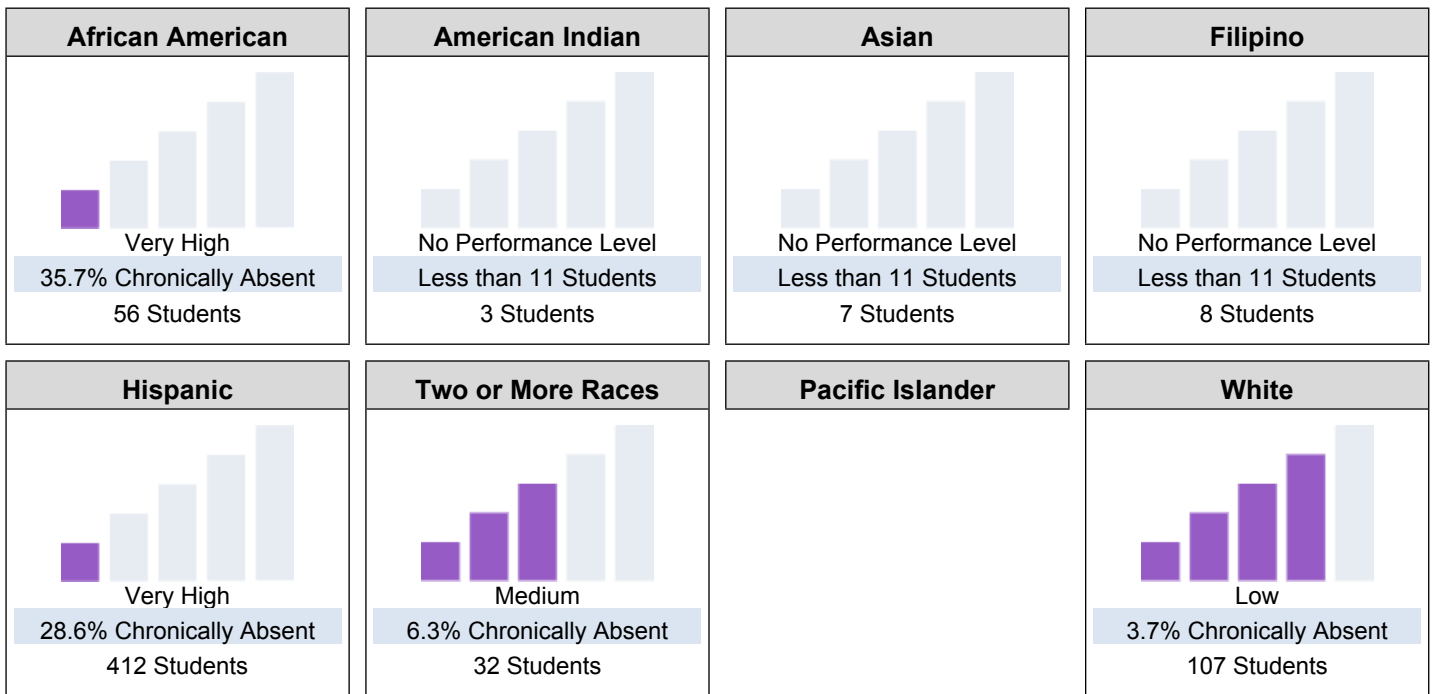 African American
Very High
35.7% Chronically Absent
56 Students
American Indian
No Performance Level
Less than 11 Students
3 Students
Asian
No Performance Level
Less than 11 Students
7 Students
Filipino
No Performance Level
Less than 11 Students
8 Students
Hispanic
Very High
28.6% Chronically Absent
412 Students
Two or More Races
Medium
6.3% Chronically Absent
32 Students
Pacific Islander
White
Low
3.7% Chronically Absent
107 Students